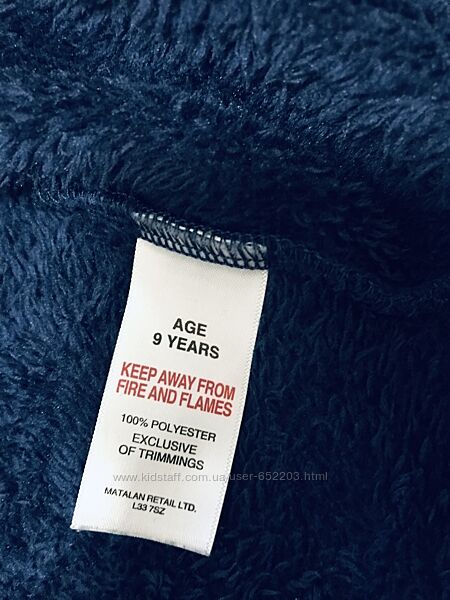 AGE
9 YEARS
KEEP AWAY FROM
FIRE AND FLAMES
100% POLYESTER
EXCLUSIVE
OF TRIMMINGS
www.kidstaff.com.ua/user-652203.html
MATALAN RETAIL LTD.
L33 7SZ